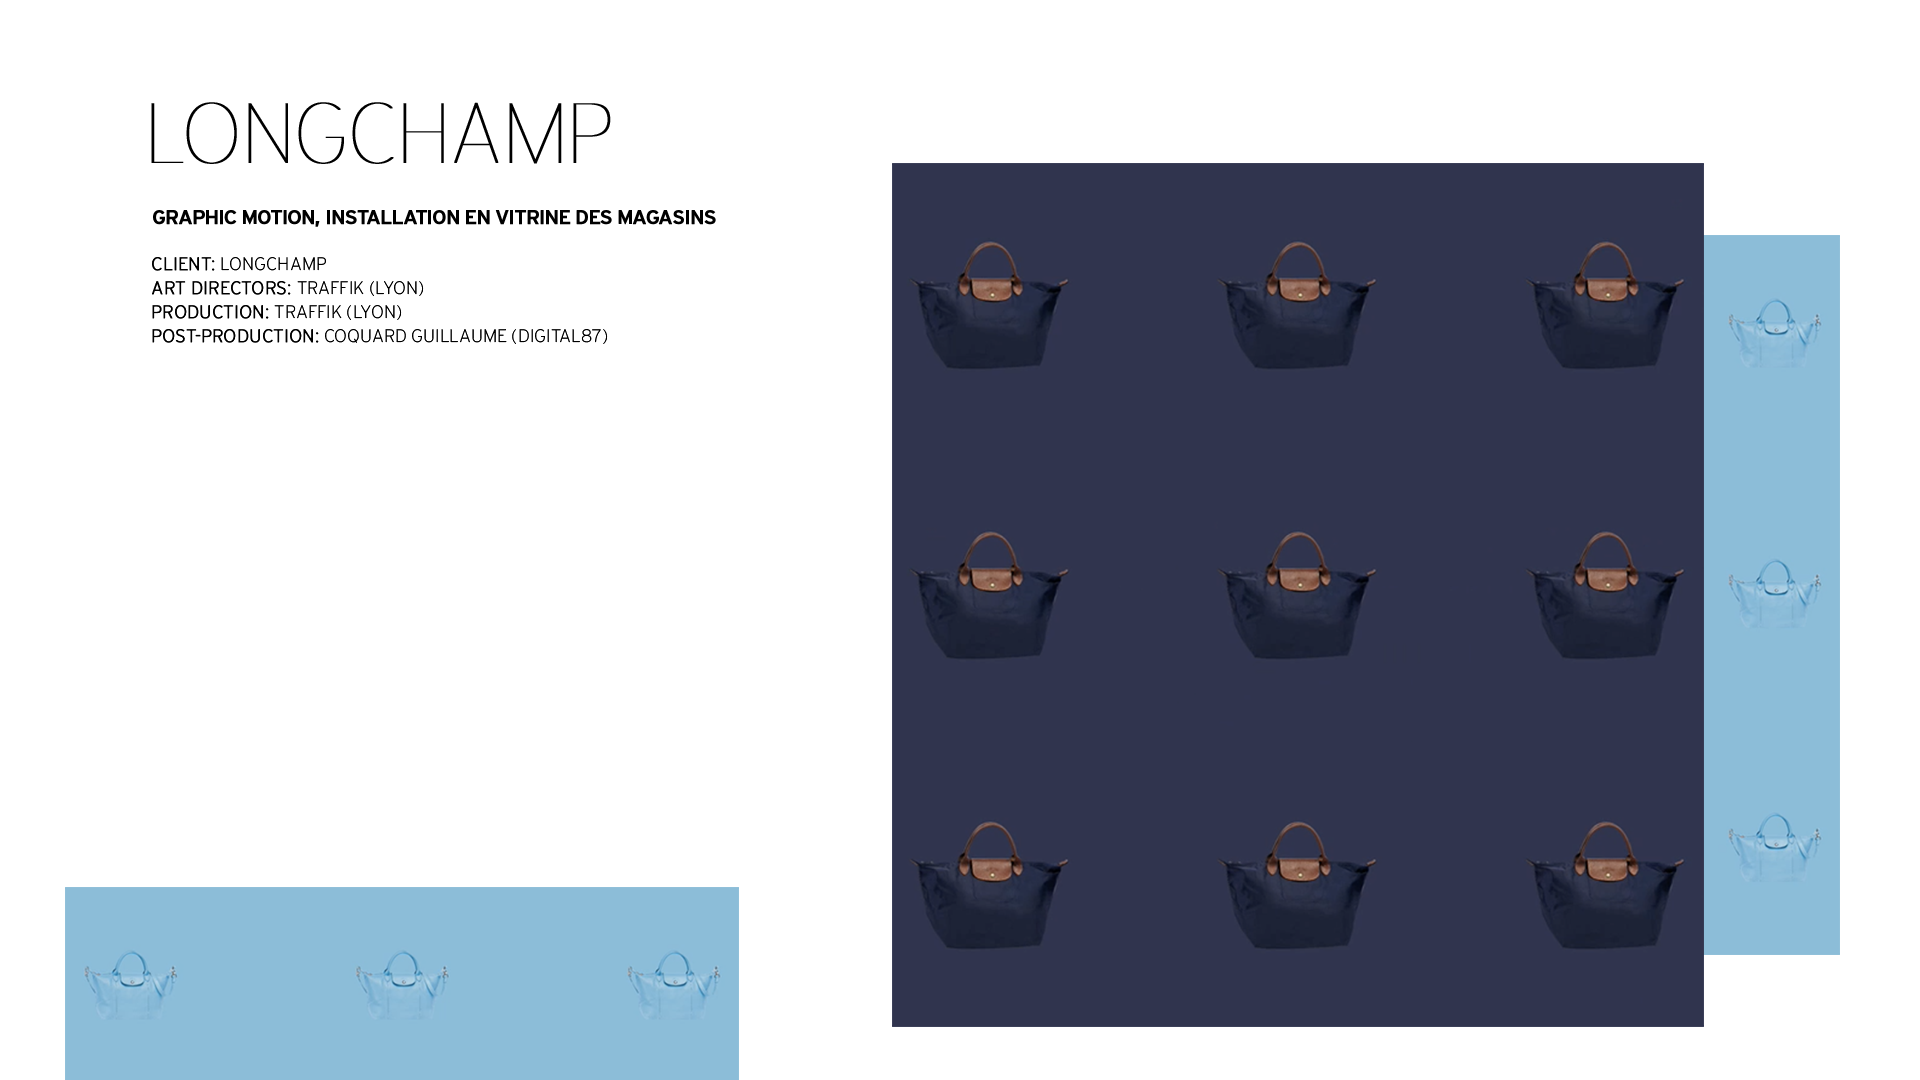 LONGCHAMP
GRAPHIC MOTION, INSTALLATION EN VITRINE DES MAGASINS
CLIENT: LONGCHAMP
ART DIRECTORS: TRAFFIK (LYON)
PRODUCTION: TRAFFIK (LYON)
POST-PRODUCTION: COQUARD GUILLAUME (DIGITAL87)